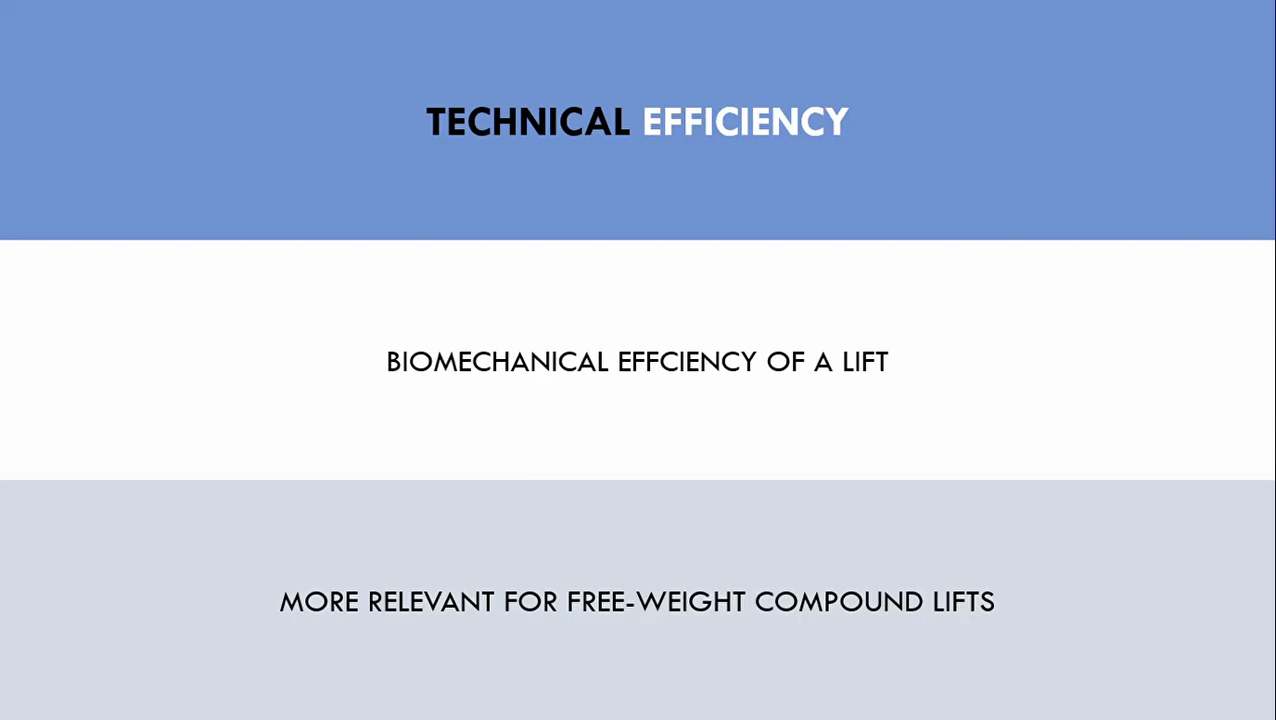 TECHNICAL EFFICIENCY
BIOMECHANICAL EFFCIENCY OF A LIFT
MORE RELEVANT FOR FREE-WEIGHT COMPOUND LIFTS